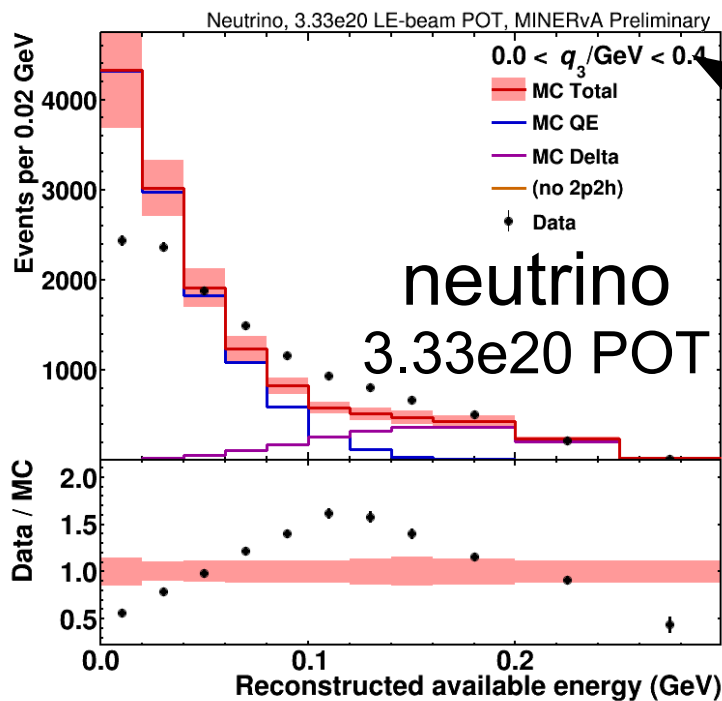 Neutrino, 3.33e20 LE-beam POT, MINERvA Preliminary
0.0 < q3/GeV < 0.4
MC Total
MC QE
MC Delta
(no 2p2h)
Data
neutrino
3.33e20 POT
Events per 0.02 GeV
4000
3000
2000
1000
Data / MC
2.0
1.5
1.0
0.5
0.0 0.1 0.2
Reconstructed available energy (GeV)